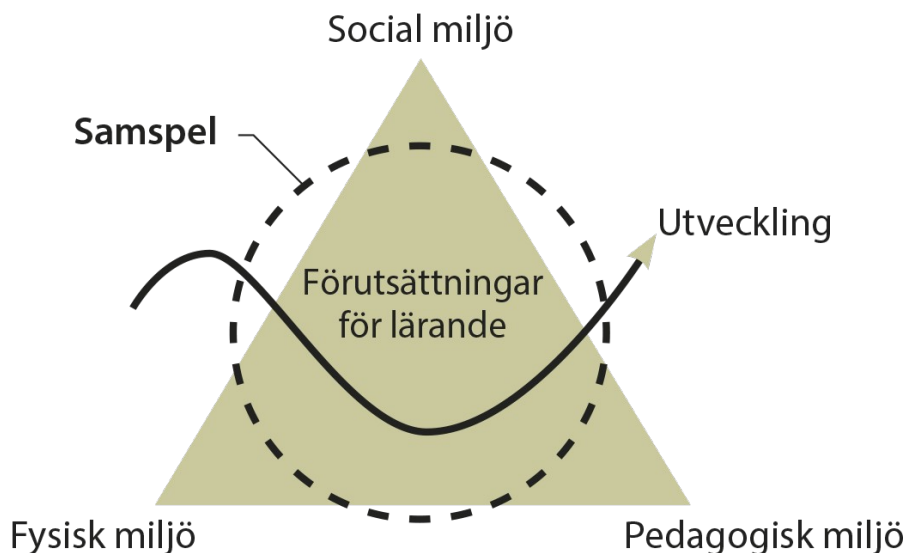 Social miljö
Samspel
Utveckling
Förutsättningar
för lärande
Fysisk miljö
Pedagogisk miljö